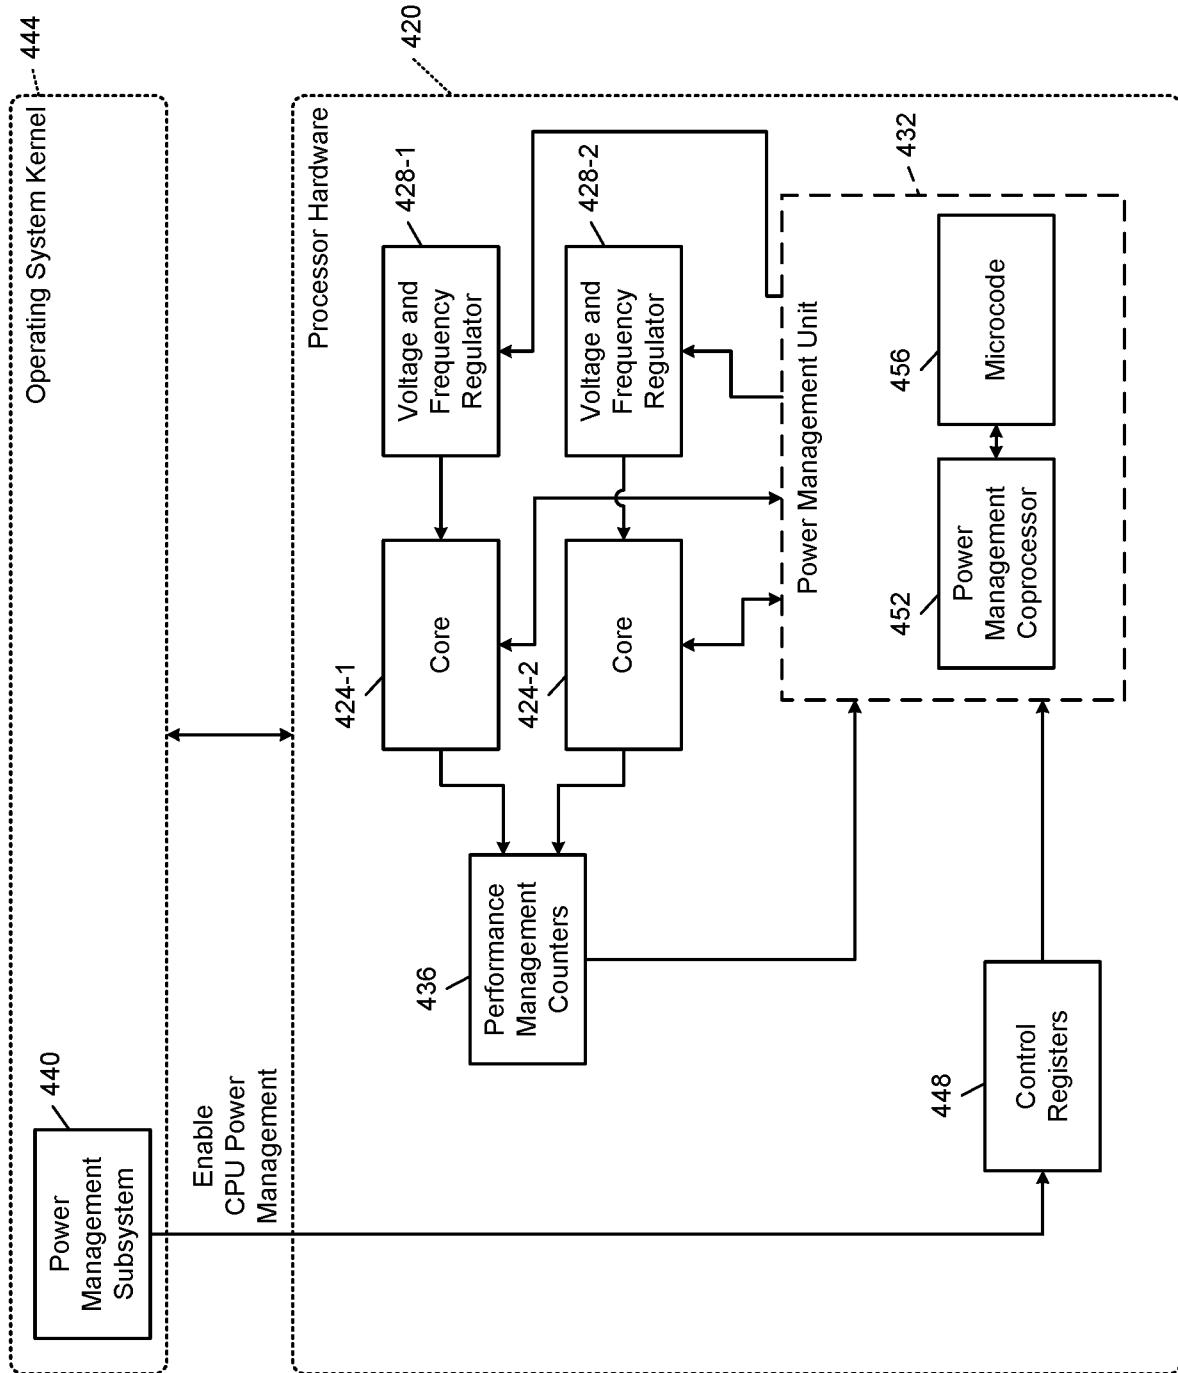 Operating System Kernel
444
440
Power
Management
Subsystem
Enable
CPU Power
Management
Processor Hardware
420
424-1
Core
Voltage and
Frequency
Regulator
428-1
424-2
Core
Voltage and
Frequency
Regulator
428-2
436
Performance
Management
Counters
Power Management Unit
432
452
Power
Management
Coprocessor
456
Microcode
448
Control
Registers